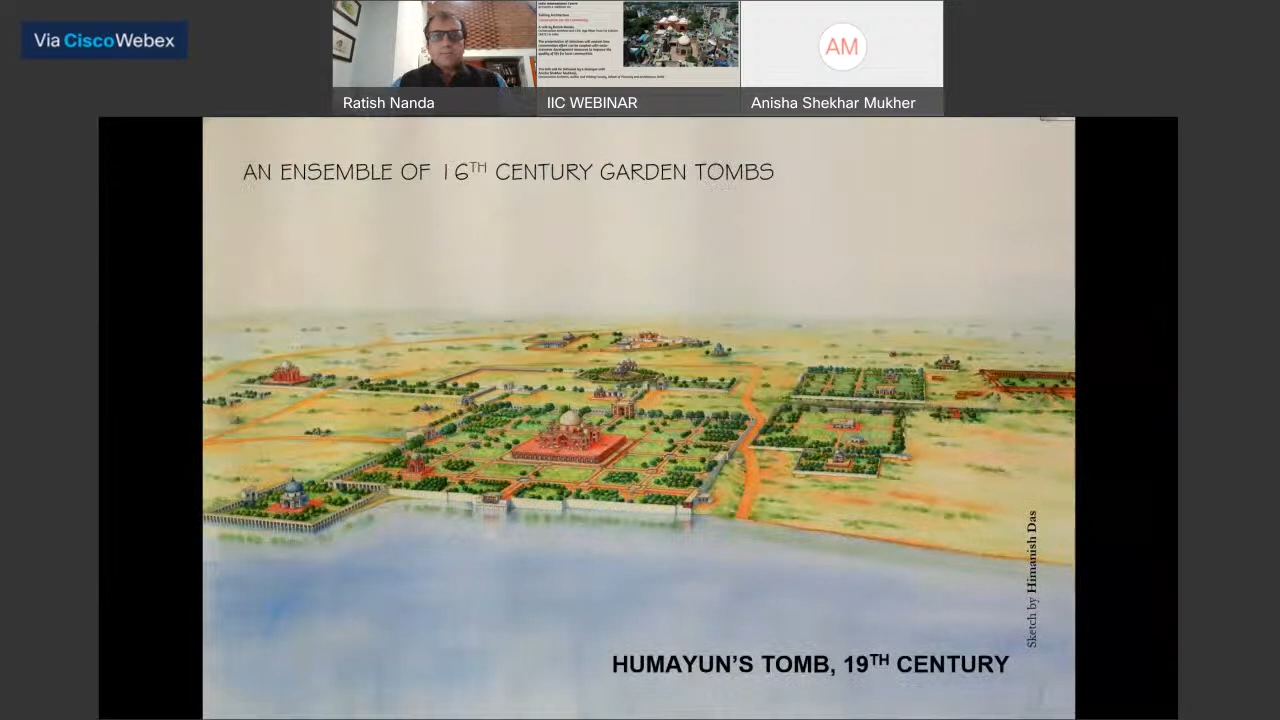 Via CiscoWebex
Ratish Nanda
IIC WEBINAR
Anisha Shekhar Mukher
AM
AN ENSEMBLE OF 16TH CENTURY GARDEN TOMBS
Sketch by Himanish Das
HUMAYUN'S TOMB, 19TH CENTURY